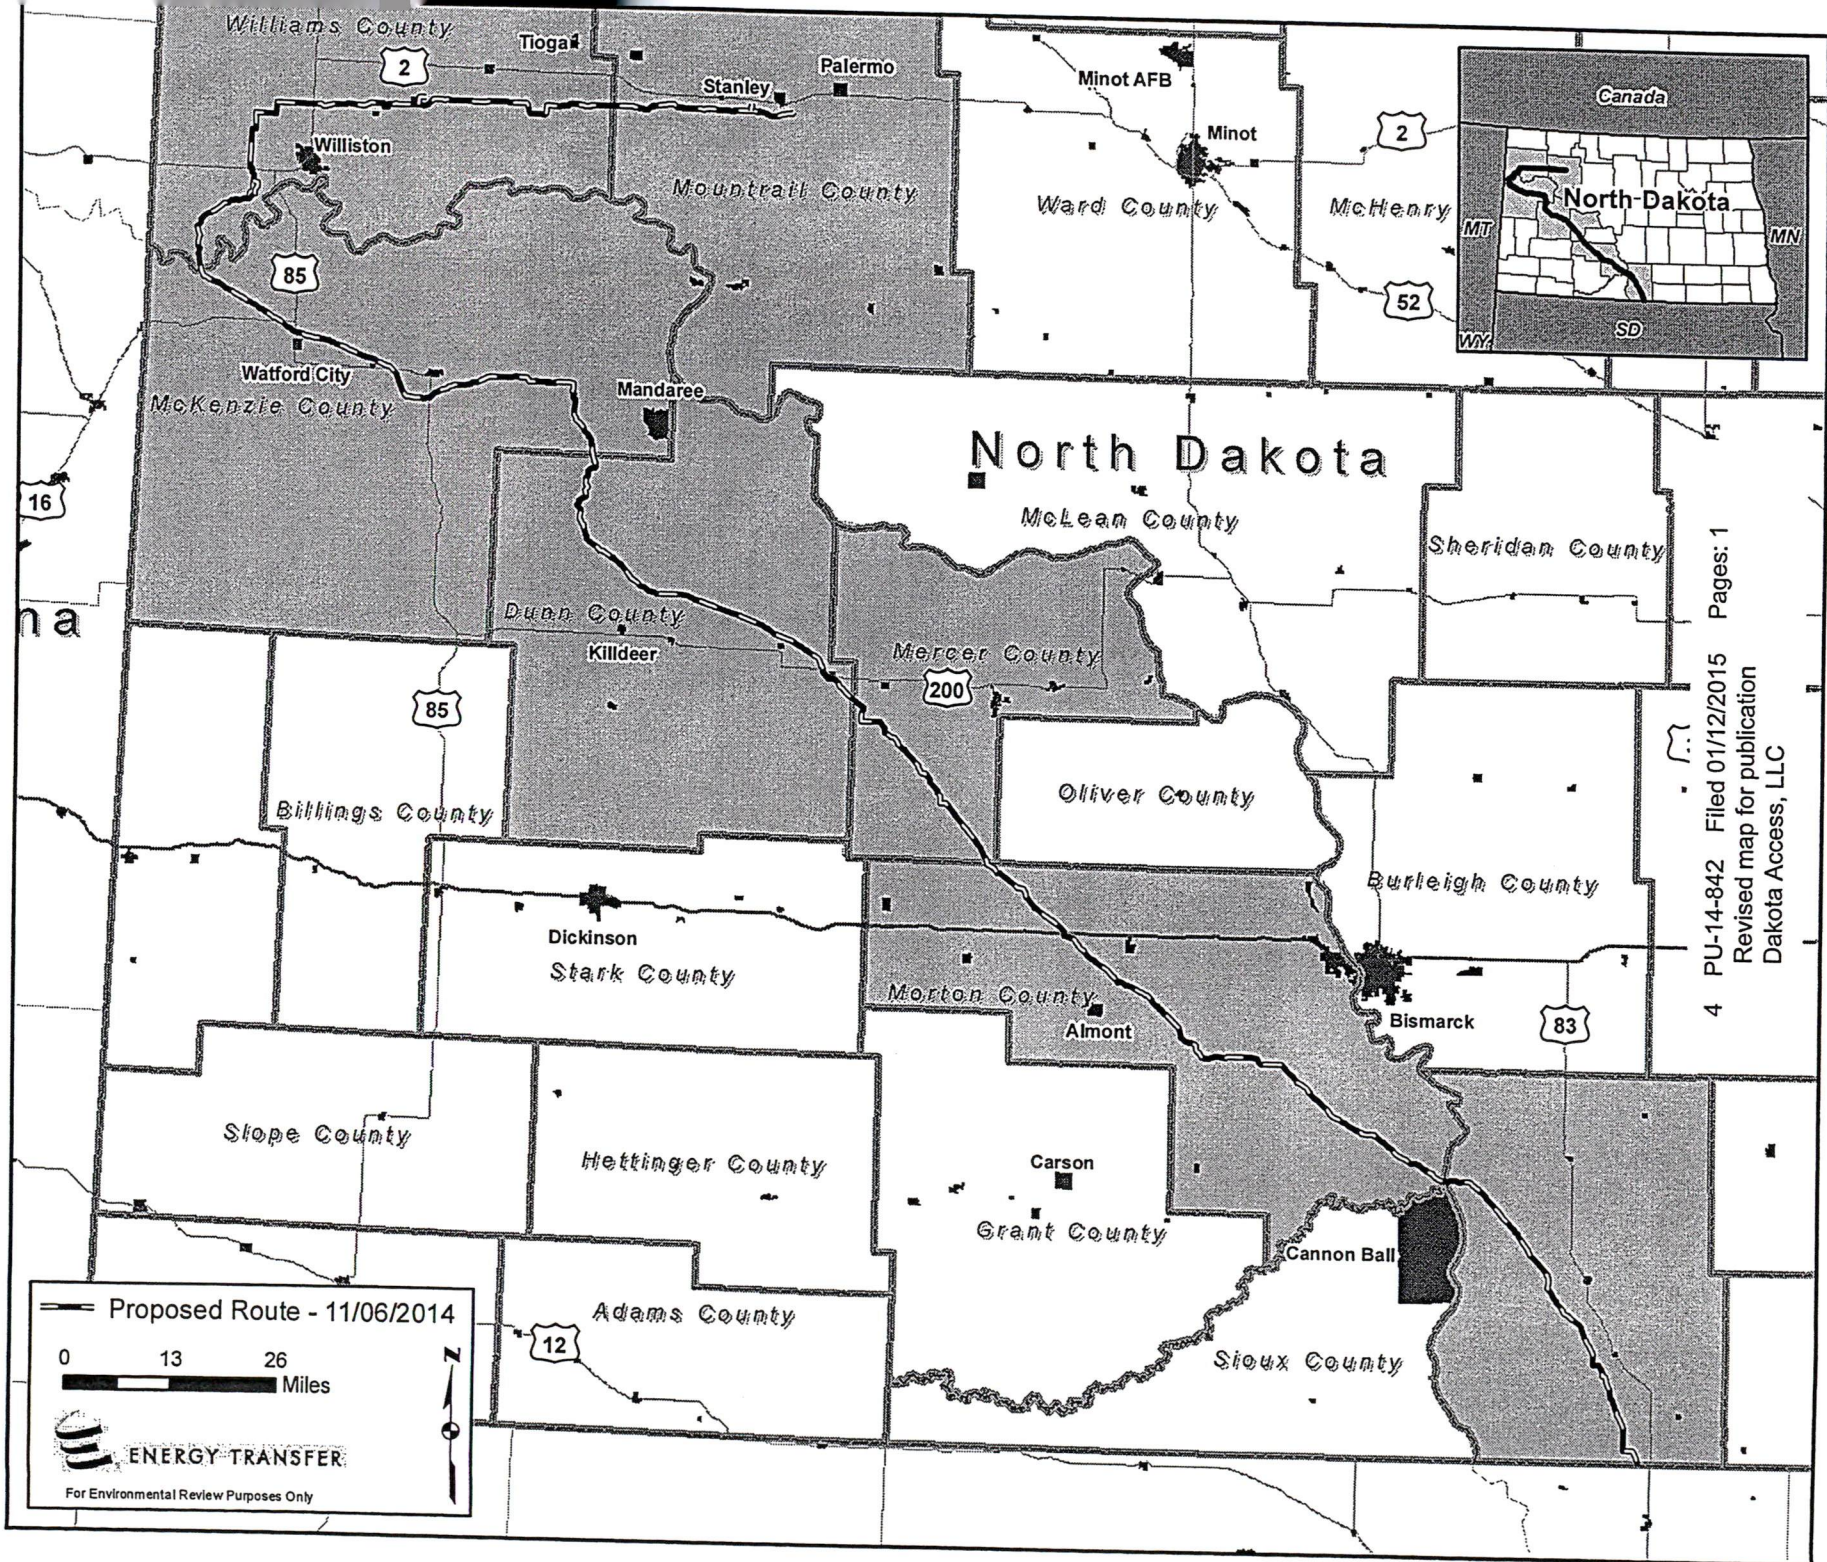 Williams County
Tioga
2
Stanley
Palermo
Minot AFB
Minot
2
Canada
Williston
Mountrail County
Ward County
McHenry
North Dakota
MT
MN
85
52
SD
WY
Watford City
McKenzie County
Mandaree
North Dakota
16
McLean County
Sheridan County
na
Dunn County
Killdeer
Mercer County
200
85
Oliver County
Billings County
Burleigh County
Dickinson
Stark County
Morton County
Almont
Bismarck
83
Slope County
Hettinger County
Carson
Grant County
Cannon Ball
Adams County
12
Sioux County
Proposed Route - 11/06/2014
0 13 26
Miles
N
ENERGY TRANSFER
For Environmental Review Purposes Only
4 PU-14-842 Filed 01/12/2015 Pages: 1
Revised map for publication
Dakota Access, LLC